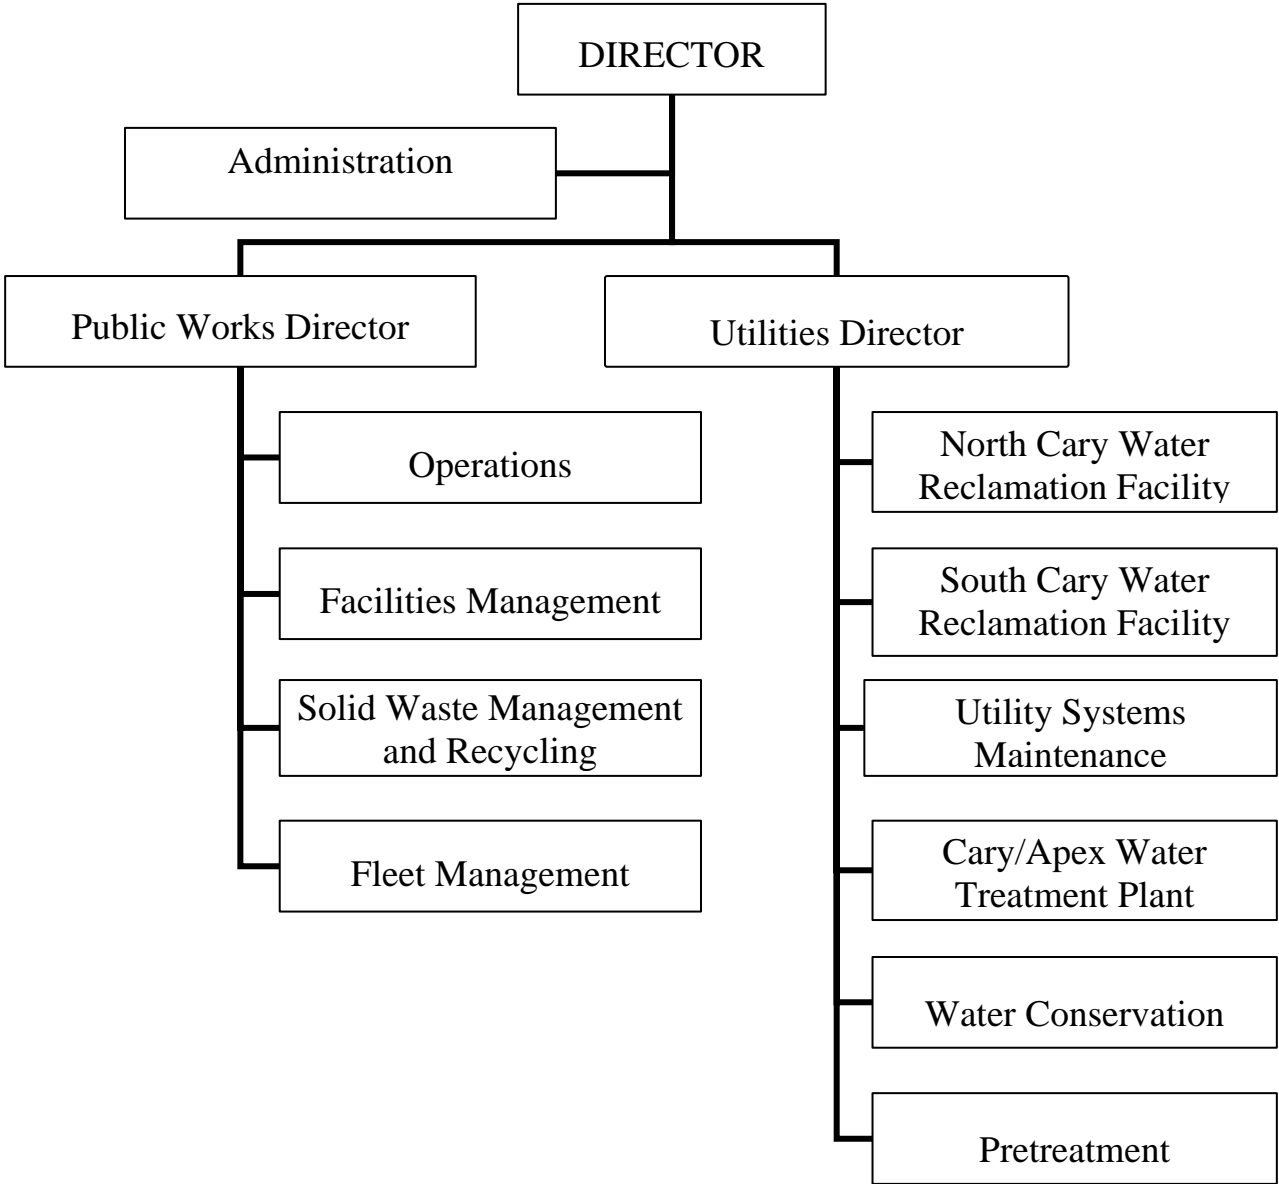 DIRECTOR
Administration
Public Works Director
Utilities Director
Operations
Facilities Management
Solid Waste Management
and Recycling
Fleet Management
North Cary Water
Reclamation Facility
South Cary Water
Reclamation Facility
Utility Systems
Maintenance
Cary/Apex Water
Treatment Plant
Water Conservation
Pretreatment